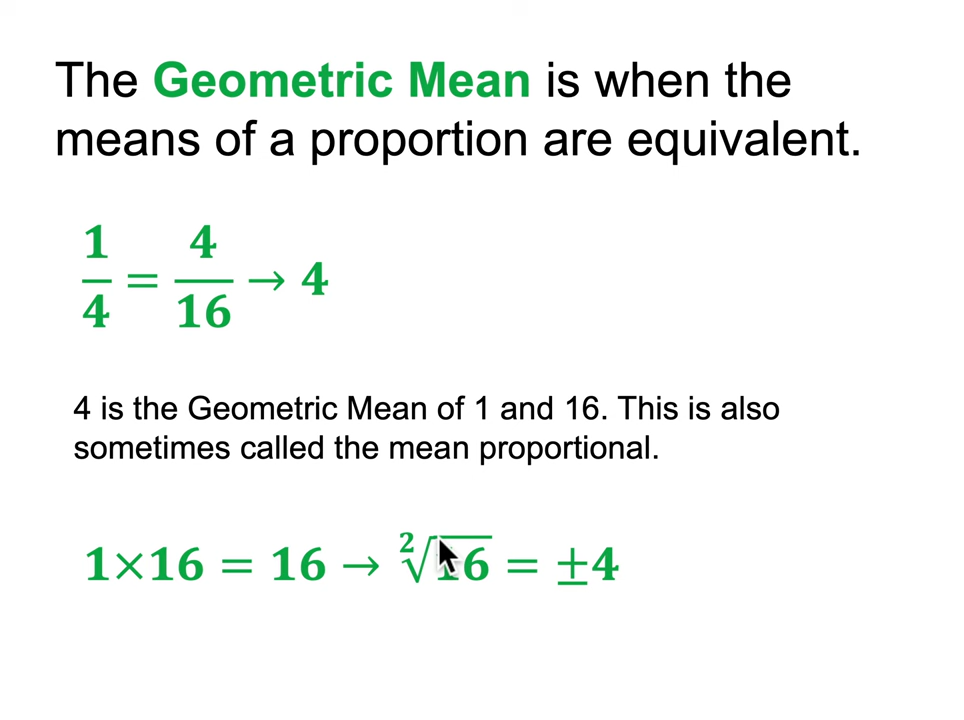 The Geometric Mean is when the
means of a proportion are equivalent.
1/4 = 4/16 → 4
4 is the Geometric Mean of 1 and 16. This is also
sometimes called the mean proportional.
1×16 = 16 → ²√16 = ±4